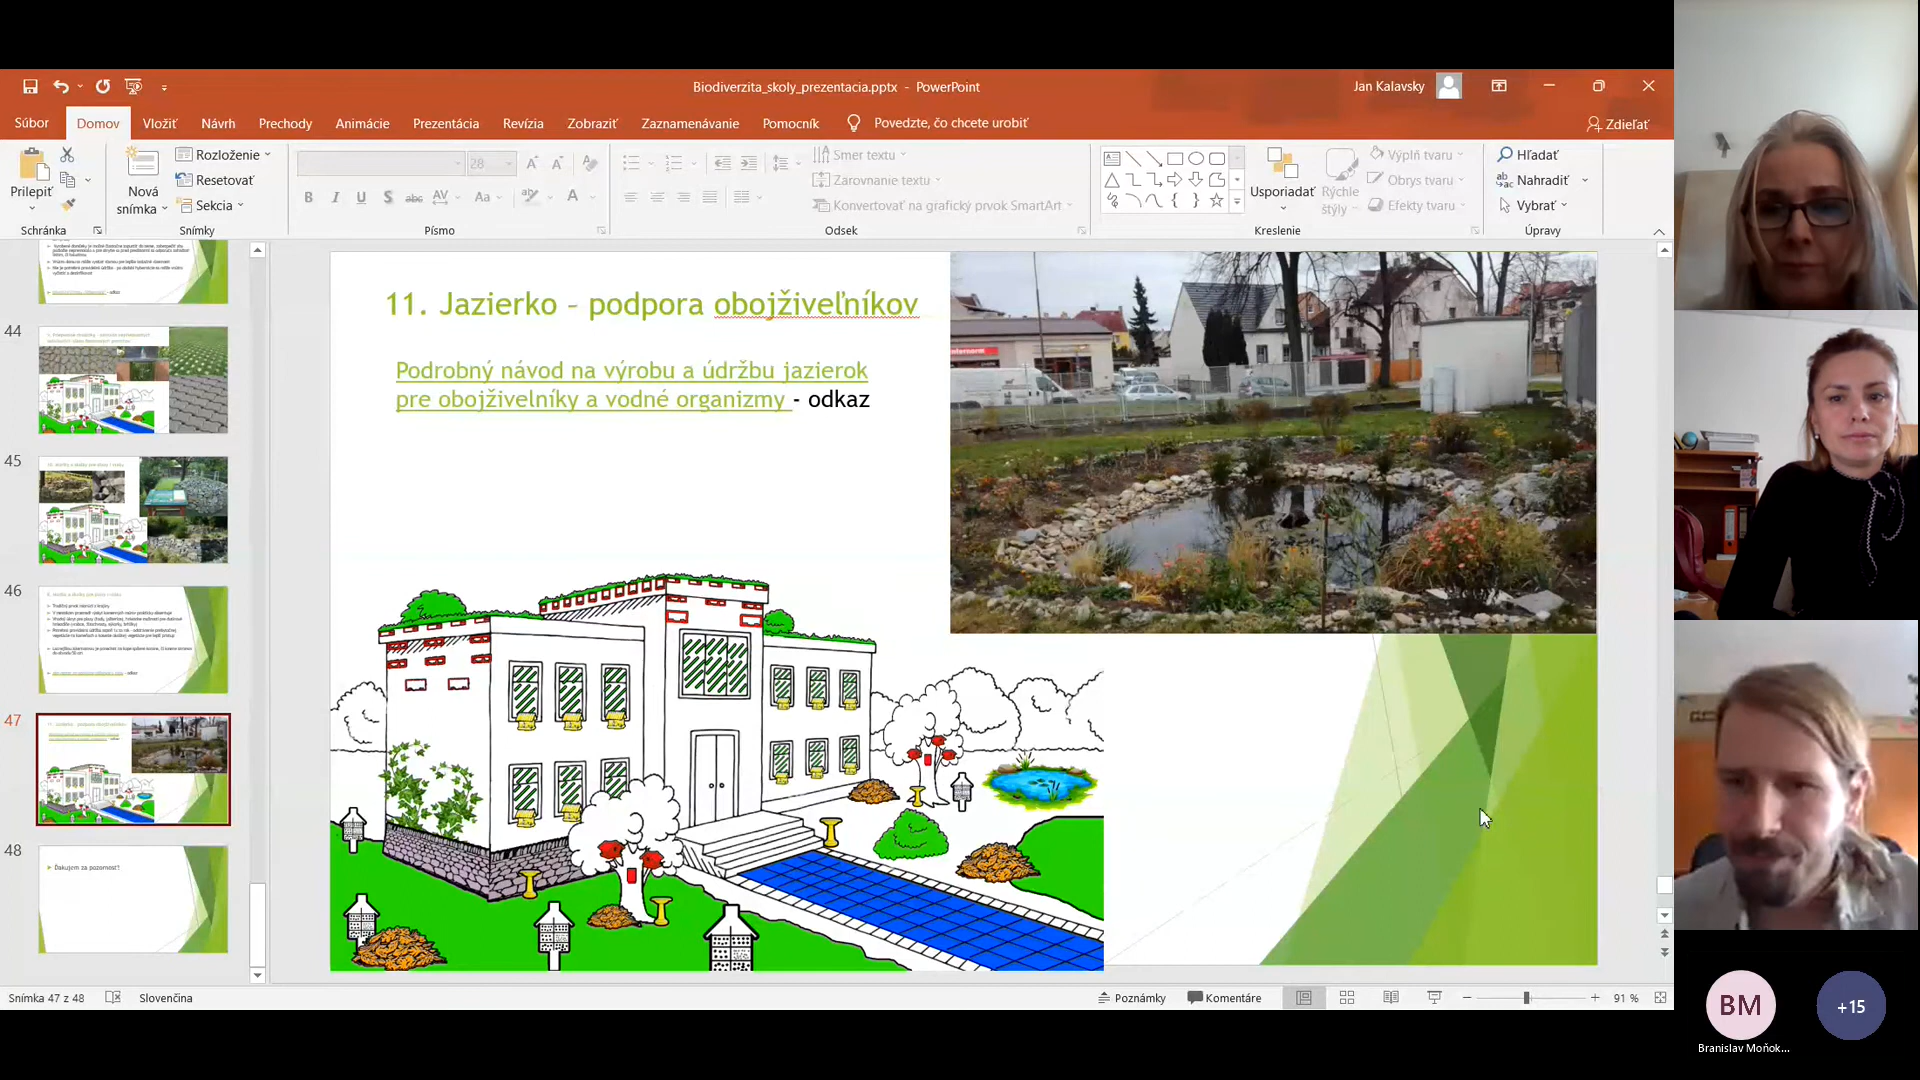 Biodiverzita_skoly_prezentacia.pptx - PowerPoint
Jan Kalavsky
Súbor
Domov
Vložiť
Návrh
Prechody
Animácie
Prezentácia
Revízia
Zobraziť
Zaznamenávanie
Pomocník
Povedzte, čo chcete urobiť
Zdieľať
Prilepiť
Schránka
Nová
snímka
Rozloženie
Resetovať
Sekcia
Snímky
28
B I U S abc AV Aa A
Písmo
Smer textu
Zarovnanie textu
Konvertovať na grafický prvok SmartArt
Odsek
Usporiadať
Rýchle
štýly
Výplň tvaru
Obrys tvaru
Efekty tvaru
Kreslenie
Hľadať
Nahradiť
Vybrať
Úpravy
44
45
46
47
48
Ďakujem za pozornosť!
11. Jazierko – podpora obojživeľníkov
Podrobný návod na výrobu a údržbu jazierok
pre obojživelníky a vodné organizmy - odkaz
Snímka 47 z 48
Slovenčina
Poznámky
Komentáre
91 %
BM
Branislav Moňok...
+15